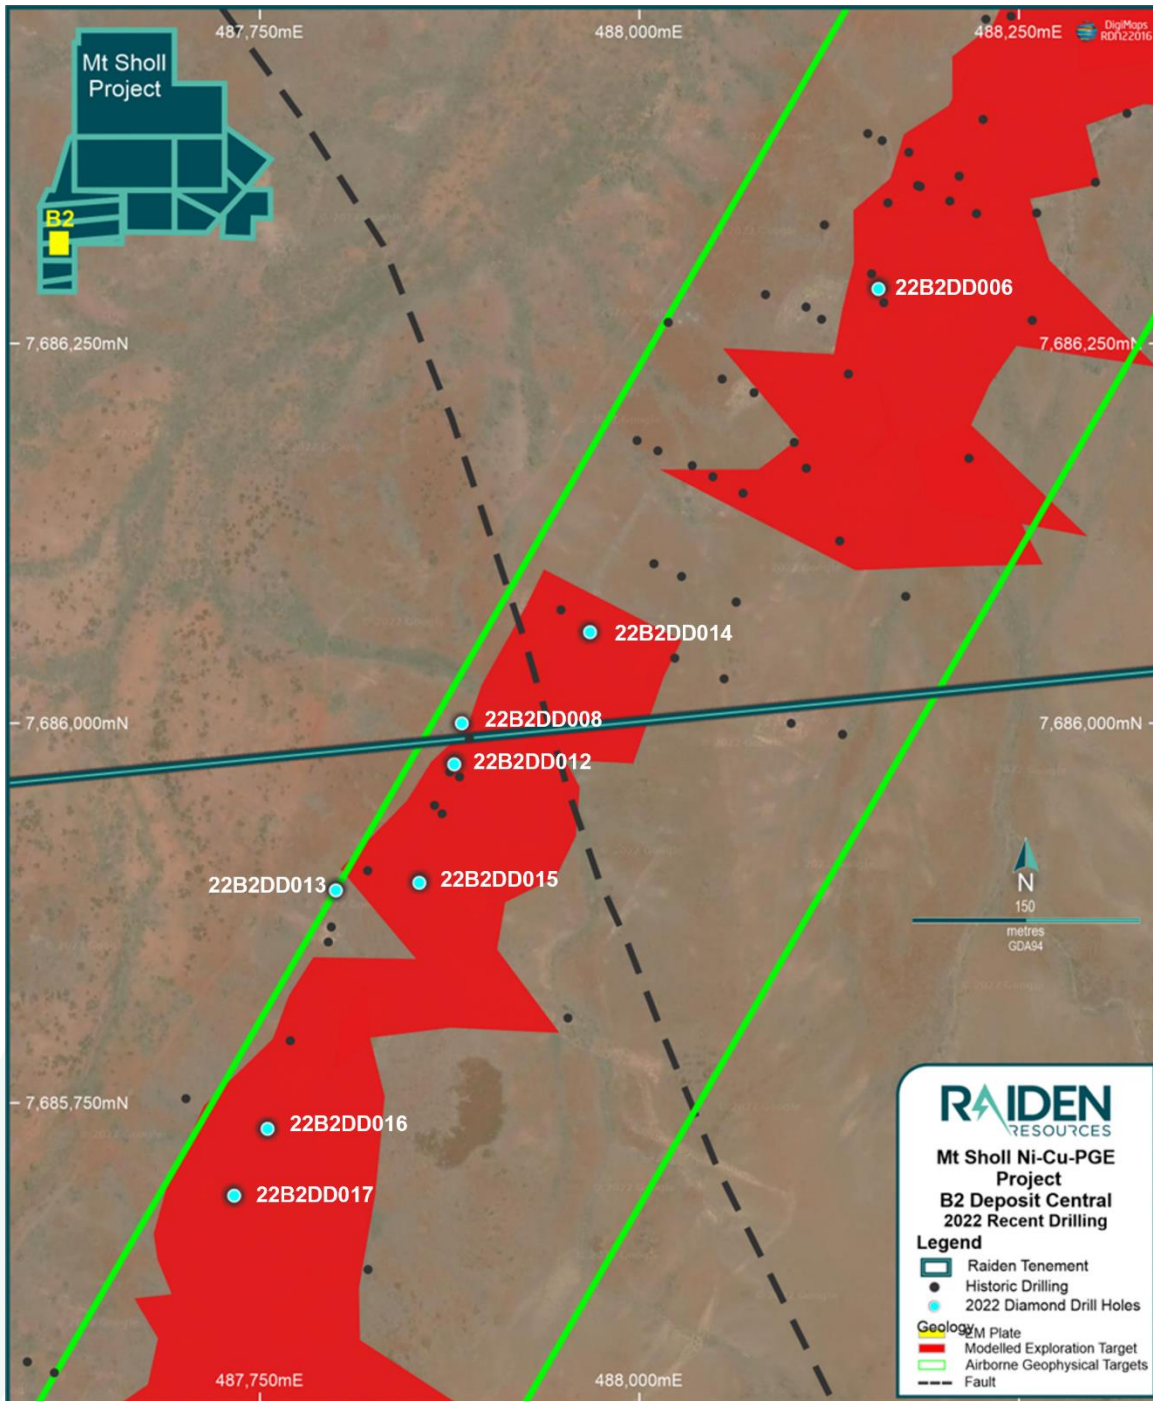 487,750mE
488,000mE
488,250mE
DigiMaps
RDN22016
Mt Sholl
Project
B2
22B2DD006
7,686,250mN
7,686,250mN
22B2DD014
7,686,000mN
22B2DD008
7,686,000mN
22B2DD012
22B2DD013
22B2DD015
N
150
metres
GDA94
7,685,750mN
22B2DD016
22B2DD017
RAIDEN
RESOURCES
Mt Sholl Ni-Cu-PGE
Project
B2 Deposit Central
2022 Recent Drilling
Legend
Raiden Tenement
Historic Drilling
2022 Diamond Drill Holes
Geology
EM Plate
Modelled Exploration Target
Airborne Geophysical Targets
Fault
487,750mE
488,000mE